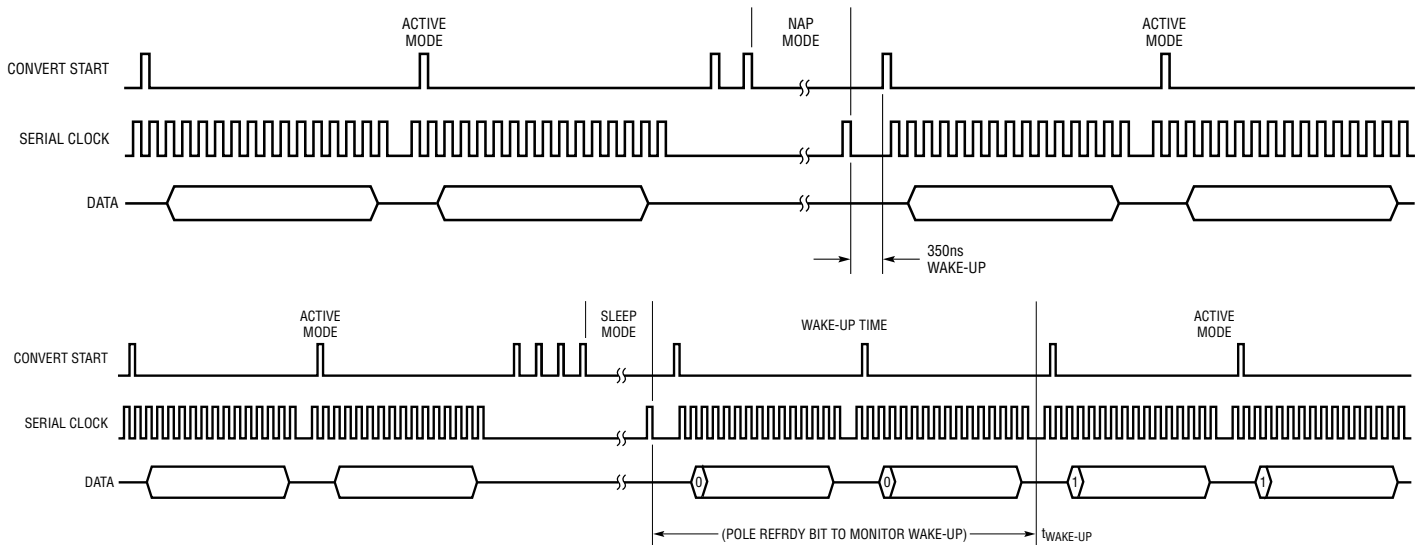 ACTIVE
MODE
NAP
MODE
ACTIVE
MODE
CONVERT START
SERIAL CLOCK
DATA
350ns
WAKE-UP
ACTIVE
MODE
SLEEP
MODE
WAKE-UP TIME
ACTIVE
MODE
CONVERT START
SERIAL CLOCK
DATA
0
0
1
1
(POLE REFRDY BIT TO MONITOR WAKE-UP)
tWAKE-UP